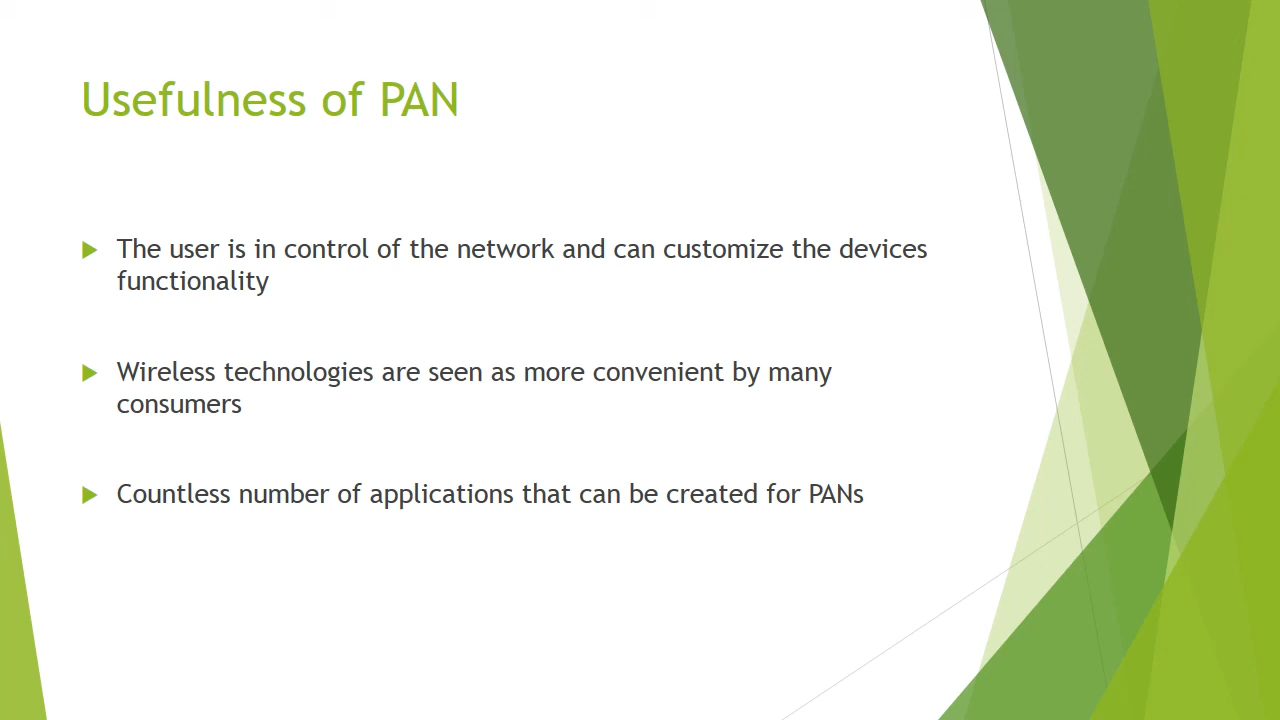 Usefulness of PAN
The user is in control of the network and can customize the devices
functionality
Wireless technologies are seen as more convenient by many
consumers
Countless number of applications that can be created for PANs